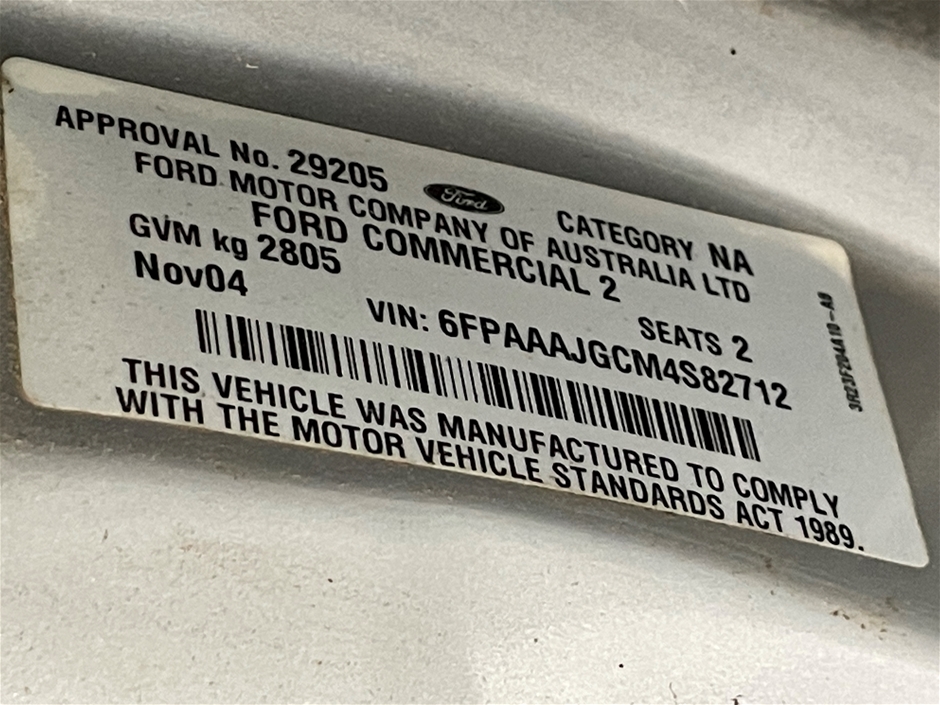 APPROVAL No. 29205 Ford CATEGORY NA
FORD MOTOR COMPANY OF AUSTRALIA LTD
FORD COMMERCIAL 2
GVM kg 2805 SEATS 2
Nov04 VIN: 6FPAAAJGCM4S82712
THIS VEHICLE WAS MANUFACTURED TO COMPLY
WITH THE MOTOR VEHICLE STANDARDS ACT 1989.